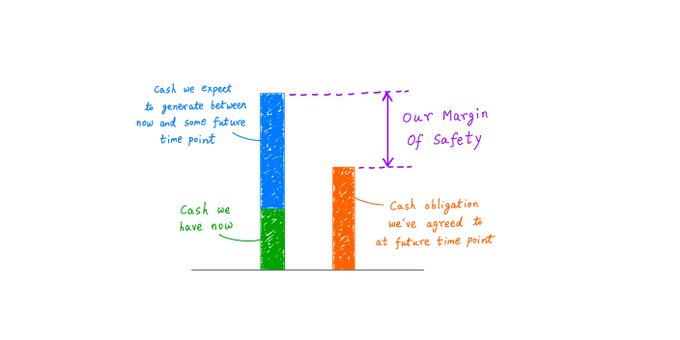 Cash we expect
to generate between
now and some future
time point
Our Margin
Of Safety
Cash we
have now
Cash obligation
we've agreed to
at future time point